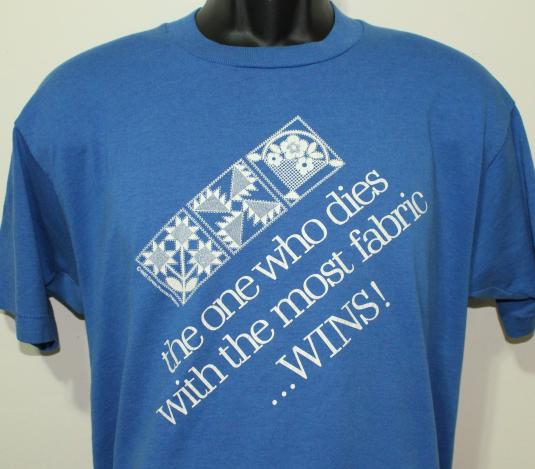 the one who dies
with the most fabric
...WINS!